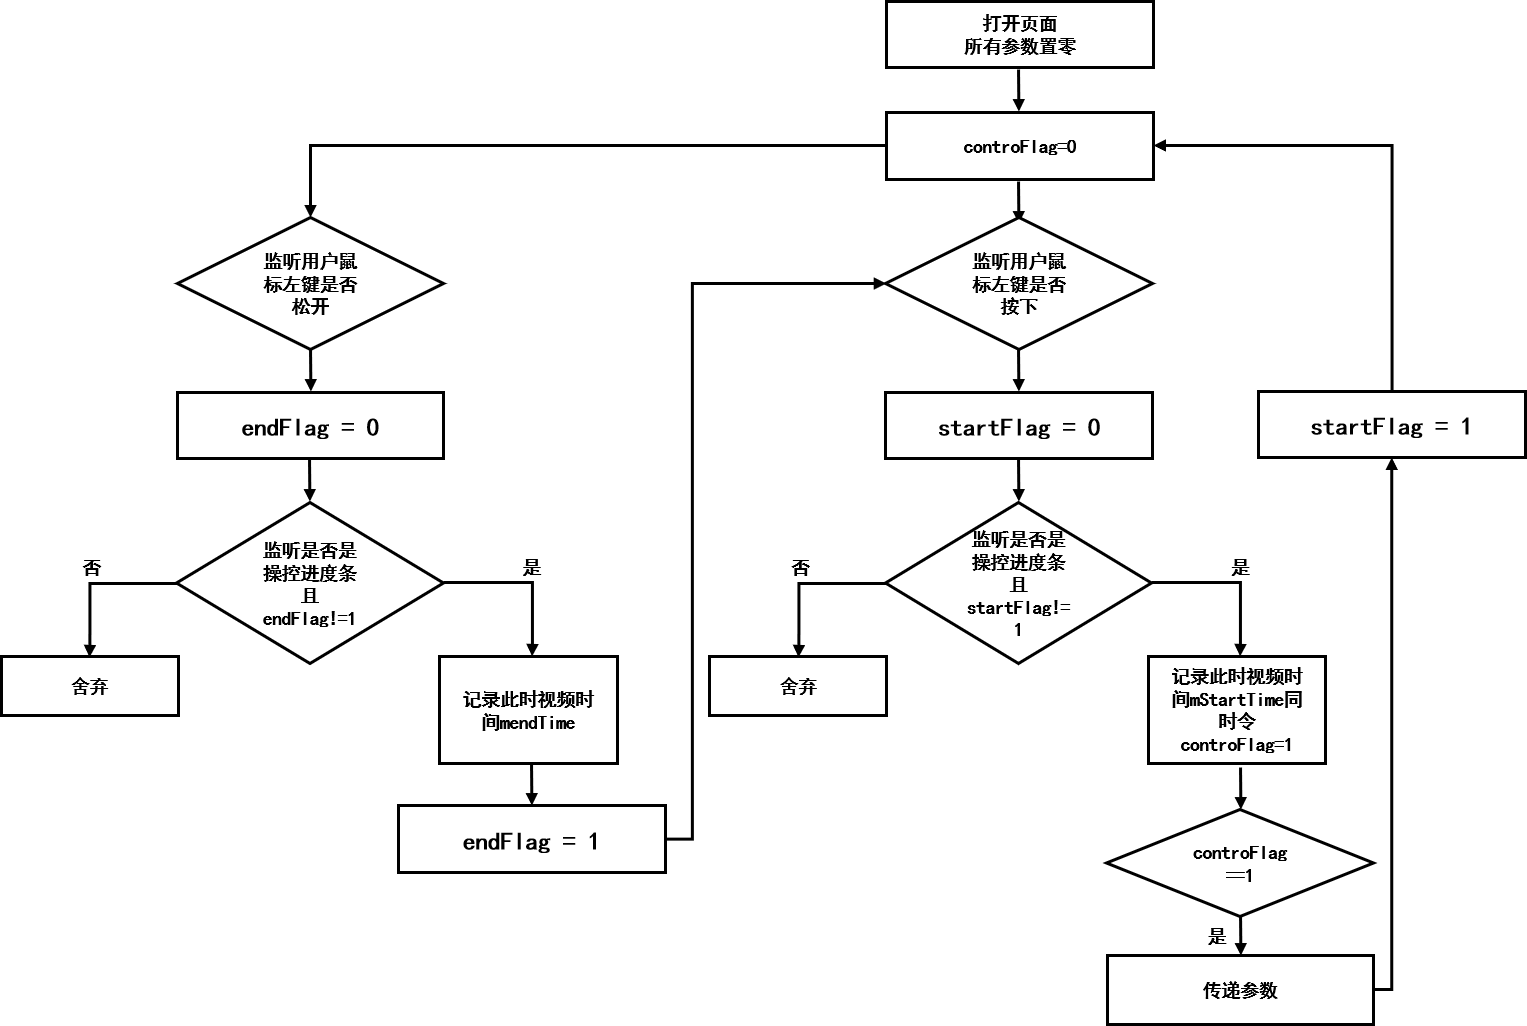 打开页面
所有参数置零
controFlag=0
监听用户鼠
标左键是否
松开
监听用户鼠
标左键是否
按下
endFlag = 0
startFlag = 0
startFlag = 1
监听是否是
操控进度条
且
endFlag!=1
否
是
监听是否是
操控进度条
且
startFlag!=
1
否
是
舍弃
记录此时视频时
间mendTime
舍弃
记录此时视频时
间mStartTime同
时令
controFlag=1
endFlag = 1
controFlag
==1
是
传递参数